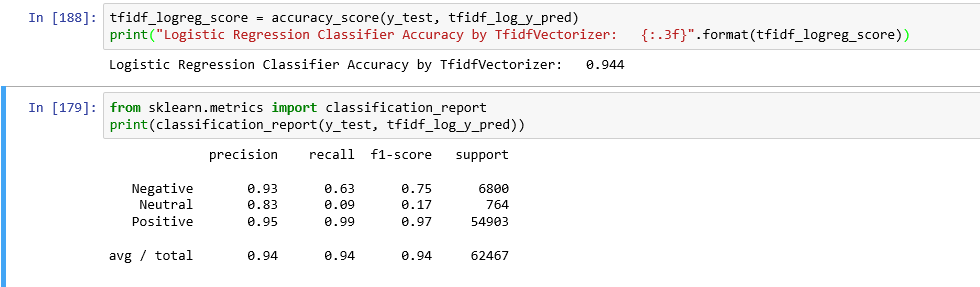 In [188]: tfidf_logreg_score = accuracy_score(y_test, tfidf_log_y_pred)
print("Logistic Regression Classifier Accuracy by TfidfVectorizer:   {:.3f}".format(tfidf_logreg_score))
Logistic Regression Classifier Accuracy by TfidfVectorizer:   0.944
In [179]: from sklearn.metrics import classification_report
print(classification_report(y_test, tfidf_log_y_pred))
precision    recall  f1-score   support
Negative       0.93      0.63      0.75      6800
Neutral       0.83      0.09      0.17       764
Positive       0.95      0.99      0.97     54903
avg / total       0.94      0.94      0.94     62467